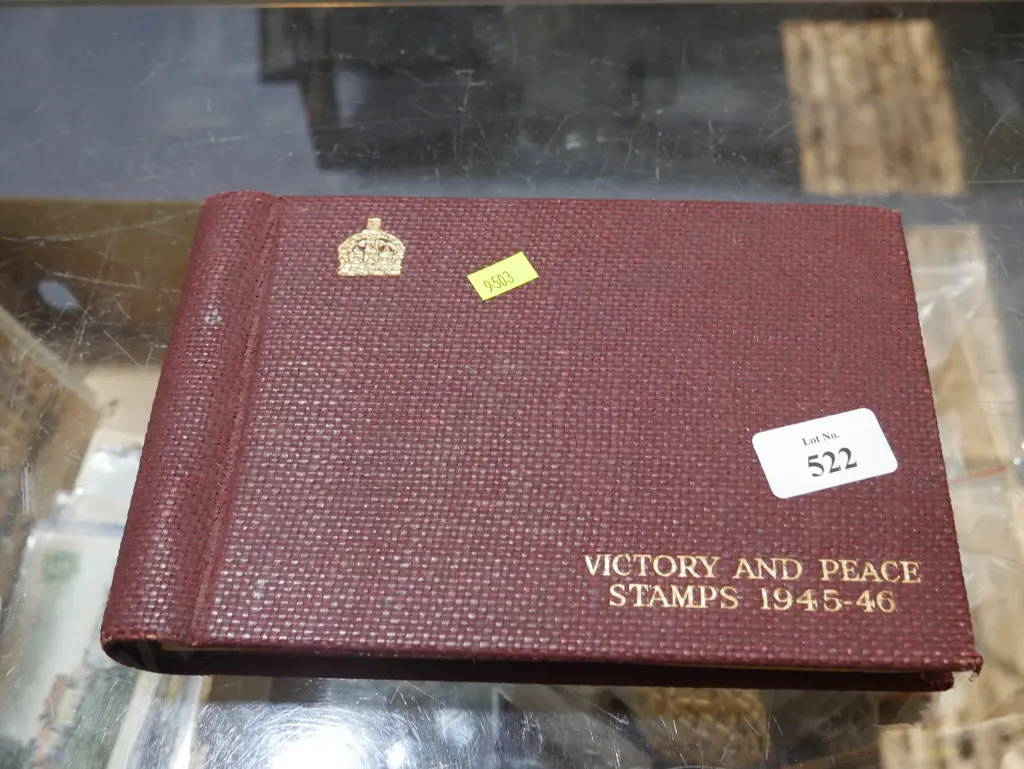 9503
Lot No.
522
VICTORY AND PEACE
STAMPS 1945-46